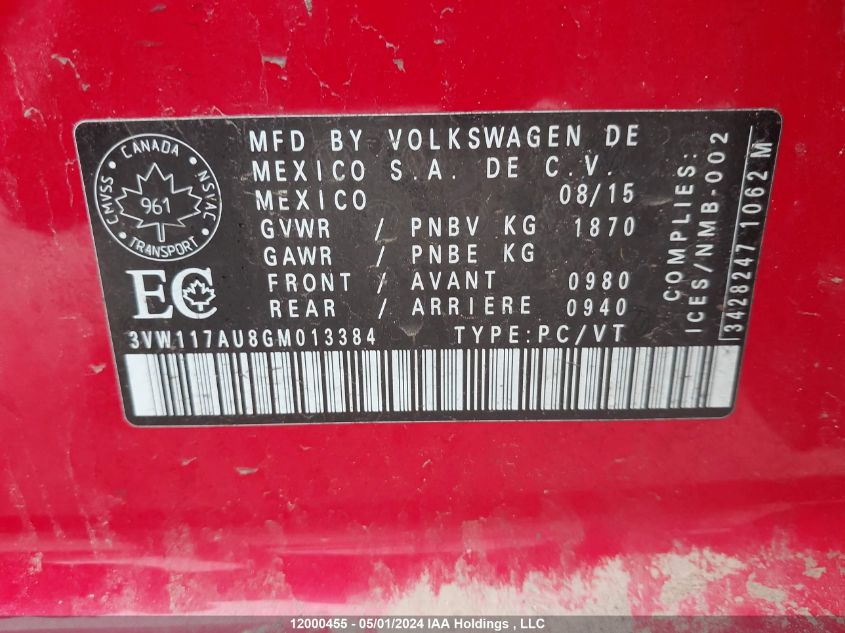 CANADA
CMVSS
NSVAC
961
TRANSPORT
EC
MFD BY VOLKSWAGEN DE
MEXICO S.A. DE C.V.
MEXICO 08/15
GVWR / PNBV KG 1870
GAWR / PNBE KG
FRONT / AVANT 0980
REAR / ARRIERE 0940
3VW117AU8GM013384 TYPE:PC/VT
COMPLIES:
ICES/NMB-002
3428247 1062 M
12000455 - 05/01/2024 IAA Holdings , LLC